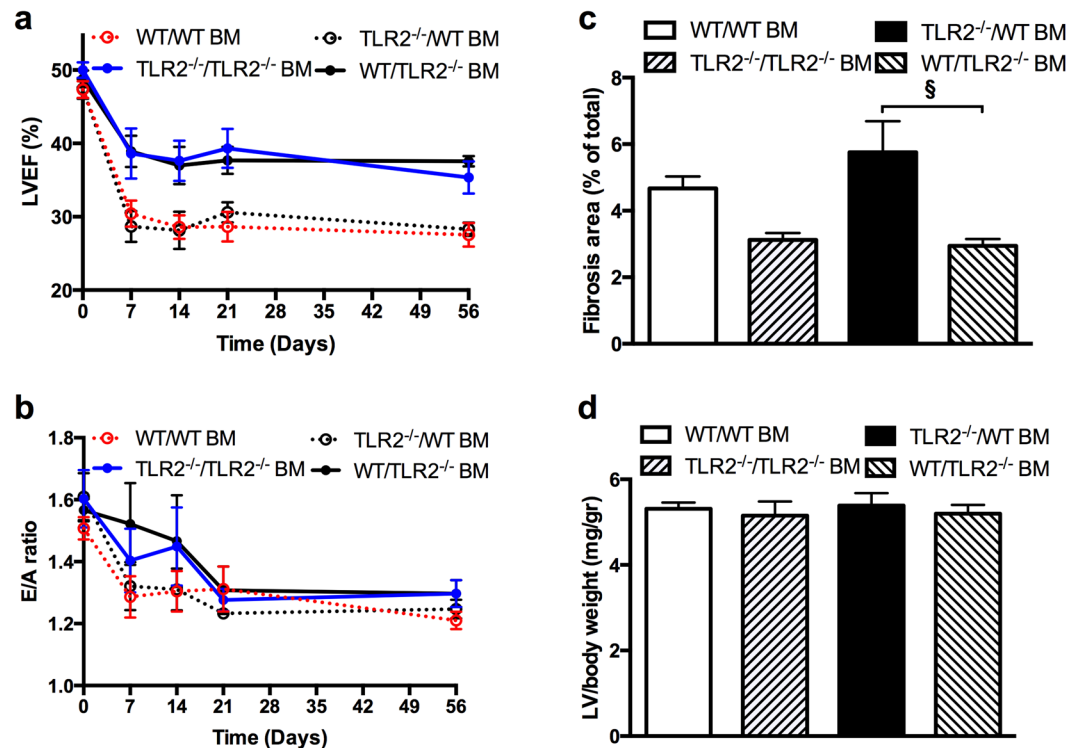 a
WT/WT BM
TLR2⁻/⁻/WT BM
TLR2⁻/⁻/TLR2⁻/⁻ BM
WT/TLR2⁻/⁻ BM
LVEF (%)
50
40
30
20
0 7 14 21 28 35 42 49 56
Time (Days)
b
WT/WT BM
TLR2⁻/⁻/WT BM
TLR2⁻/⁻/TLR2⁻/⁻ BM
WT/TLR2⁻/⁻ BM
E/A ratio
1.8
1.6
1.4
1.2
1.0
0 7 14 21 28 35 42 49 56
Time (Days)
c
WT/WT BM
TLR2⁻/⁻/WT BM
TLR2⁻/⁻/TLR2⁻/⁻ BM
WT/TLR2⁻/⁻ BM
Fibrosis area (% of total)
8
6
4
2
0
§
d
WT/WT BM
TLR2⁻/⁻/WT BM
TLR2⁻/⁻/TLR2⁻/⁻ BM
WT/TLR2⁻/⁻ BM
LV/body weight (mg/gr)
6
4
2
0